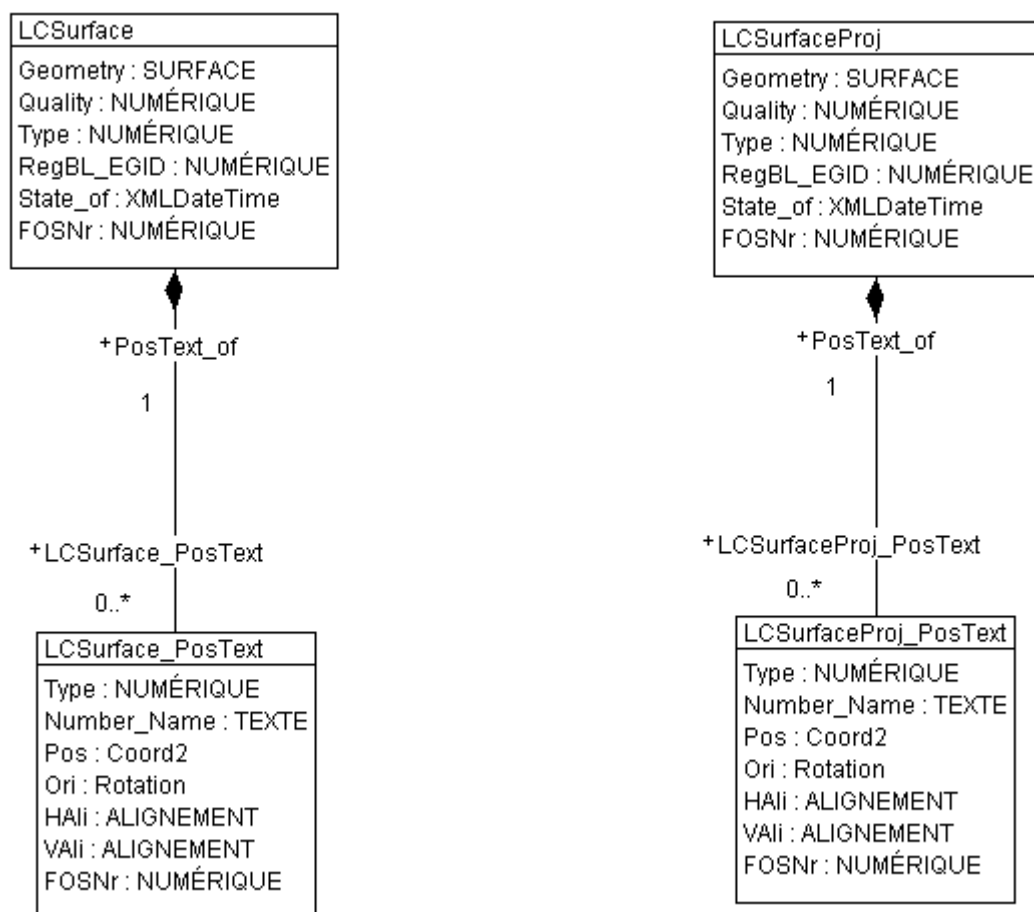 LCSurface
Geometry : SURFACE
Quality : NUMÉRIQUE
Type : NUMÉRIQUE
RegBL_EGID : NUMÉRIQUE
State_of : XMLDateTime
FOSNr : NUMÉRIQUE
+PosText_of
1
+LCSurface_PosText
0..*
LCSurface_PosText
Type : NUMÉRIQUE
Number_Name : TEXTE
Pos : Coord2
Ori : Rotation
HAli : ALIGNEMENT
VAli : ALIGNEMENT
FOSNr : NUMÉRIQUE
LCSurfaceProj
Geometry : SURFACE
Quality : NUMÉRIQUE
Type : NUMÉRIQUE
RegBL_EGID : NUMÉRIQUE
State_of : XMLDateTime
FOSNr : NUMÉRIQUE
+PosText_of
1
+LCSurfaceProj_PosText
0..*
LCSurfaceProj_PosText
Type : NUMÉRIQUE
Number_Name : TEXTE
Pos : Coord2
Ori : Rotation
HAli : ALIGNEMENT
VAli : ALIGNEMENT
FOSNr : NUMÉRIQUE